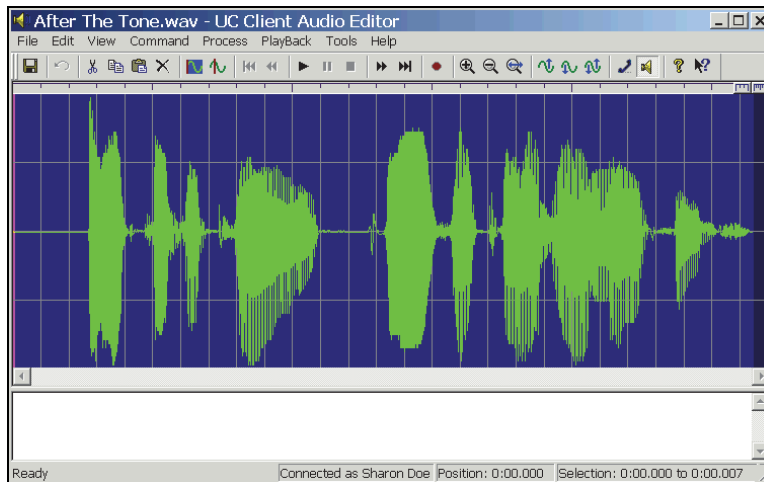 After The Tone.wav - UC Client Audio Editor
File Edit View Command Process PlayBack Tools Help
Ready Connected as Sharon Doe Position: 0:00.000 Selection: 0:00.000 to 0:00.007